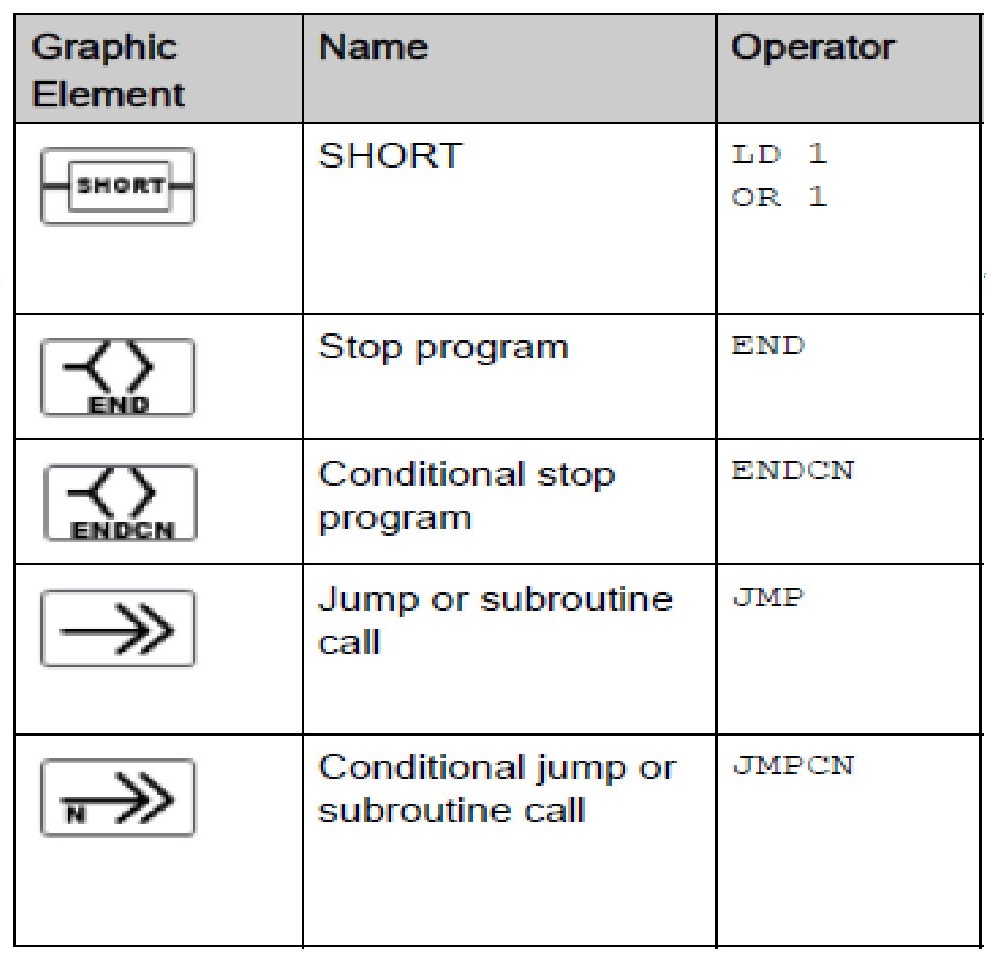 Graphic Element
Name
Operator
SHORT
SHORT
LD 1
OR 1
END
Stop program
END
ENDCN
Conditional stop
program
ENDCN
Jump or subroutine
call
JMP
N
Conditional jump or
subroutine call
JMPCN